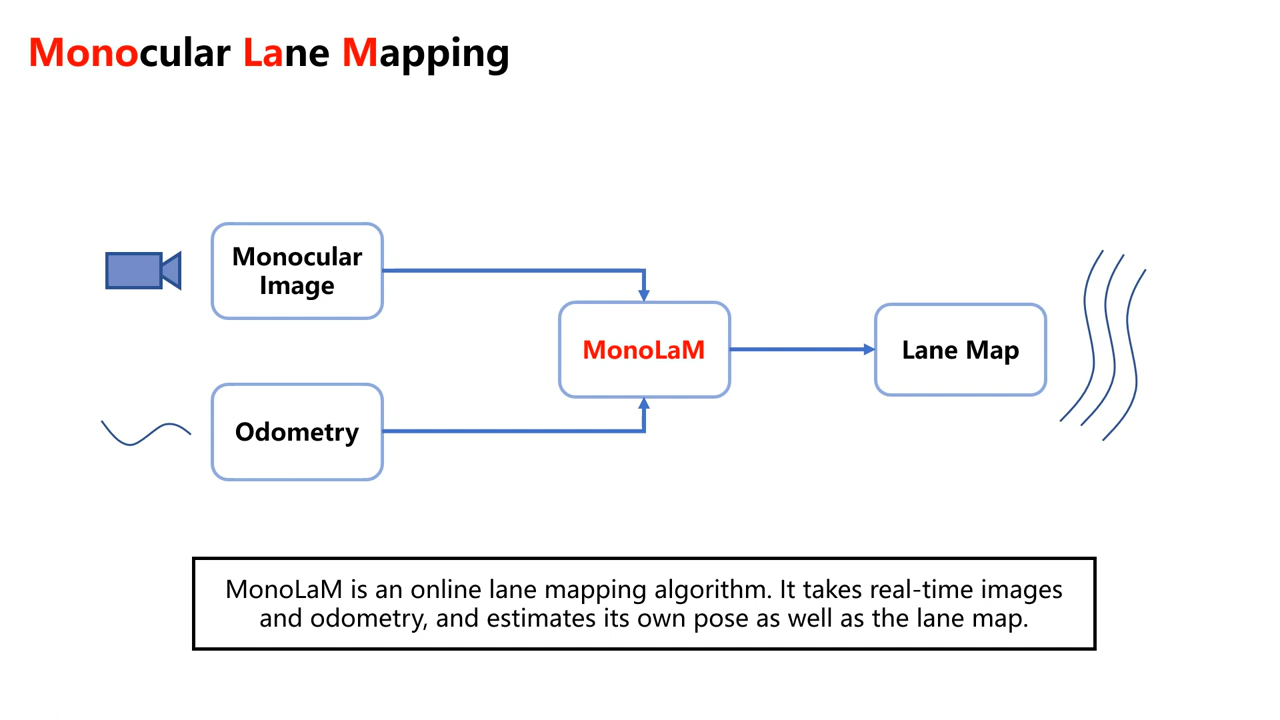 Monocular Lane Mapping
Monocular
Image
MonoLaM
Lane Map
Odometry
MonoLaM is an online lane mapping algorithm. It takes real-time images
and odometry, and estimates its own pose as well as the lane map.